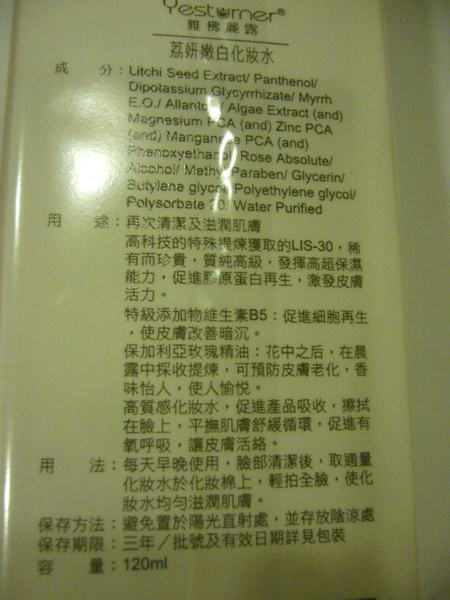 Yesturner®
雅佛麗露
荔妍嫩白化妝水
成　　分：Litchi Seed Extract/ Panthenol/
Dipotassium Glycyrrhizate/ Myrrh
E.O./ Allantoin/ Algae Extract (and)
Magnesium PCA (and) Zinc PCA
(and) Manganese PCA (and)
Phenoxyethanol/ Rose Absolute/
Alcohol/ Methyl Paraben/ Glycerin/
Butylene glycol/ Polyethylene glycol/
Polysorbate 20/ Water Purified
用　　途：再次清潔及滋潤肌膚
高科技的特殊提煉獲取的LIS-30，稀
有而珍貴，質純高級，發揮高超保濕
能力，促進膠原蛋白再生，激發皮膚
活力。
特級添加物維生素B5：促進細胞再生
，使皮膚改善暗沉。
保加利亞玫瑰精油：花中之后，在晨
露中採收提煉，可預防皮膚老化，香
味怡人，使人愉悅。
高質感化妝水，促進產品吸收，擦拭
在臉上，平撫肌膚舒緩循環，促進有
氧呼吸，讓皮膚活絡。
用　　法：每天早晚使用，臉部清潔後，取適量
化妝水於化妝棉上，輕拍全臉，使化
妝水均勻滋潤肌膚。
保存方法：避免置於陽光直射處，並存放陰涼處
保存期限：三年／批號及有效日期詳見包裝
容　　量：120ml